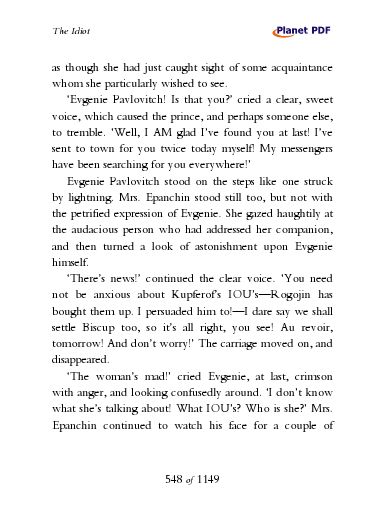 The Idiot
Planet PDF
as though she had just caught sight of some acquaintance
whom she particularly wished to see.
‘Evgenie Pavlovitch! Is that you?’ cried a clear, sweet
voice, which caused the prince, and perhaps someone else,
to tremble. ‘Well, I AM glad I’ve found you at last! I’ve
sent to town for you twice today myself! My messengers
have been searching for you everywhere!’
Evgenie Pavlovitch stood on the steps like one struck
by lightning. Mrs. Epanchin stood still too, but not with
the petrified expression of Evgenie. She gazed haughtily at
the audacious person who had addressed her companion,
and then turned a look of astonishment upon Evgenie
himself.
‘There’s news!’ continued the clear voice. ‘You need
not be anxious about Kupferof’s IOU’s—Rogojin has
bought them up. I persuaded him to!—I dare say we shall
settle Biscup too, so it’s all right, you see! Au revoir,
tomorrow! And don’t worry!’ The carriage moved on, and
disappeared.
‘The woman’s mad!’ cried Evgenie, at last, crimson
with anger, and looking confusedly around. ‘I don’t know
what she’s talking about! What IOU’s? Who is she?’ Mrs.
Epanchin continued to watch his face for a couple of
548 of 1149